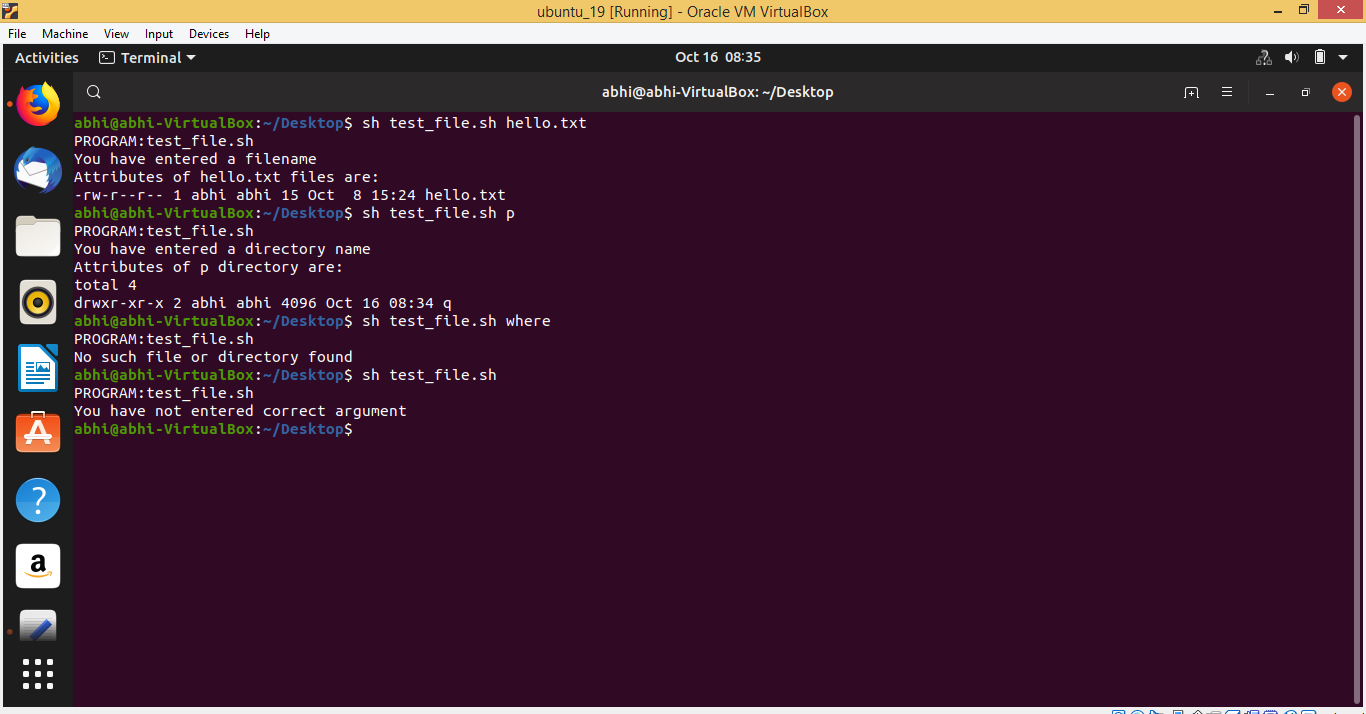 ubuntu_19 [Running] - Oracle VM VirtualBox
File Machine View Input Devices Help
Activities Terminal Oct 16 08:35
abhi@abhi-VirtualBox: ~/Desktop
abhi@abhi-VirtualBox:~/Desktop$ sh test_file.sh hello.txt
PROGRAM:test_file.sh
You have entered a filename
Attributes of hello.txt files are:
-rw-r--r-- 1 abhi abhi 15 Oct  8 15:24 hello.txt
abhi@abhi-VirtualBox:~/Desktop$ sh test_file.sh p
PROGRAM:test_file.sh
You have entered a directory name
Attributes of p directory are:
total 4
drwxr-xr-x 2 abhi abhi 4096 Oct 16 08:34 q
abhi@abhi-VirtualBox:~/Desktop$ sh test_file.sh where
PROGRAM:test_file.sh
No such file or directory found
abhi@abhi-VirtualBox:~/Desktop$ sh test_file.sh
PROGRAM:test_file.sh
You have not entered correct argument
abhi@abhi-VirtualBox:~/Desktop$